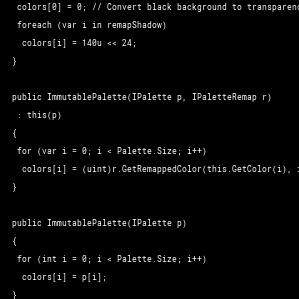 colors[0] = 0; // Convert black background to transparen
foreach (var i in remapShadow)
colors[i] = 140u << 24;
}
public ImmutablePalette(IPalette p, IPaletteRemap r)
: this(p)
{
for (var i = 0; i < Palette.Size; i++)
colors[i] = (uint)r.GetRemappedColor(this.GetColor(i), i
}
public ImmutablePalette(IPalette p)
{
for (int i = 0; i < Palette.Size; i++)
colors[i] = p[i];
}